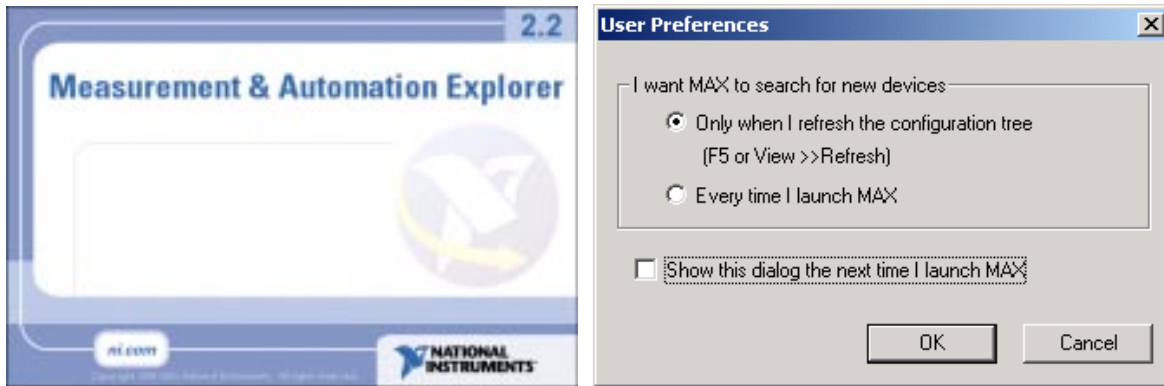 2.2
Measurement & Automation Explorer
ni.com
NATIONAL
INSTRUMENTS
User Preferences
I want MAX to search for new devices
Only when I refresh the configuration tree
(F5 or View >>Refresh)
Every time I launch MAX
Show this dialog the next time I launch MAX
OK
Cancel